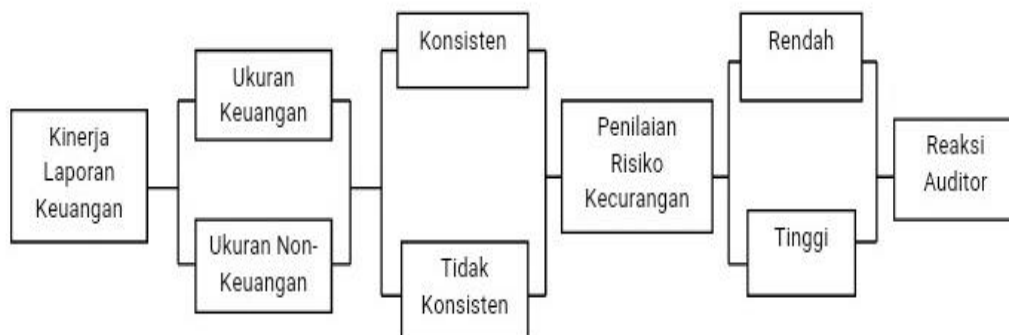 Kinerja
Laporan
Keuangan
Ukuran
Keuangan
Ukuran Non-
Keuangan
Konsisten
Tidak
Konsisten
Penilaian
Risiko
Kecurangan
Rendah
Tinggi
Reaksi
Auditor